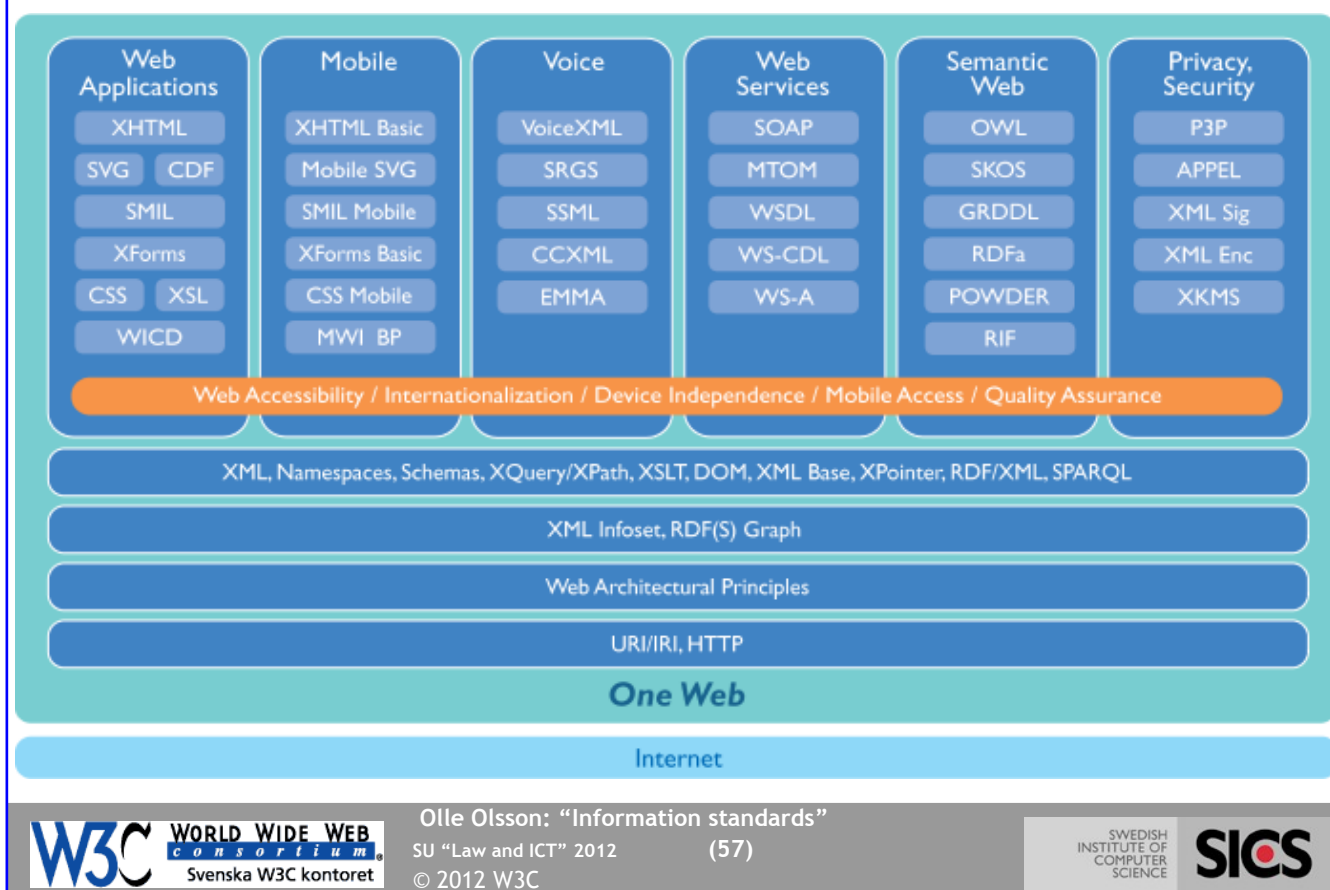 Web
Applications
XHTML
SVG CDF
SMIL
XForms
CSS XSL
WICD
Mobile
XHTML Basic
Mobile SVG
SMIL Mobile
XForms Basic
CSS Mobile
MWI BP
Voice
VoiceXML
SRGS
SSML
CCXML
EMMA
Web
Services
SOAP
MTOM
WSDL
WS-CDL
WS-A
Semantic
Web
OWL
SKOS
GRDDL
RDFa
POWDER
RIF
Privacy,
Security
P3P
APPEL
XML Sig
XML Enc
XKMS
Web Accessibility / Internationalization / Device Independence / Mobile Access / Quality Assurance
XML, Namespaces, Schemas, XQuery/XPath, XSLT, DOM, XML Base, XPointer, RDF/XML, SPARQL
XML Infoset, RDF(S) Graph
Web Architectural Principles
URI/IRI, HTTP
One Web
Internet
W3C
WORLD WIDE WEB
consortium®
Svenska W3C kontoret
Olle Olsson: “Information standards”
SU “Law and ICT” 2012 (57)
© 2012 W3C
SWEDISH
INSTITUTE OF
COMPUTER
SCIENCE
SICS